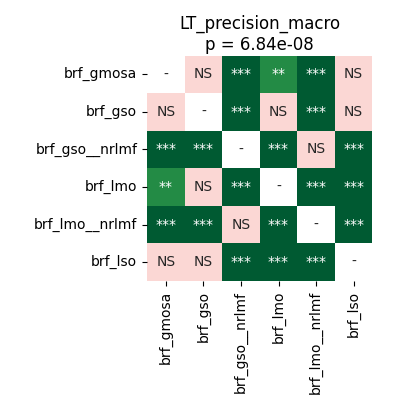 LT_precision_macro
p = 6.84e-08
brf_gmosa - NS *** ** *** NS
brf_gso NS - *** NS *** NS
brf_gso__nrlmf *** *** - *** NS ***
brf_lmo ** NS *** - *** ***
brf_lmo__nrlmf *** *** NS *** - ***
brf_lso NS NS *** *** *** -
brf_gmosa
brf_gso
brf_gso__nrlmf
brf_lmo
brf_lmo__nrlmf
brf_lso